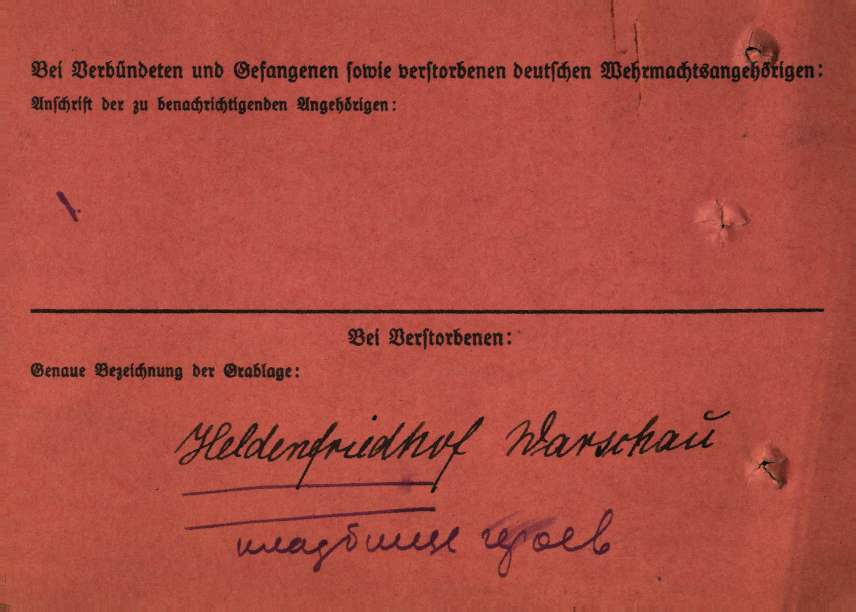 Bei Verbündeten und Gefangenen sowie verstorbenen deutschen Wehrmachtsangehörigen:
Anschrift der zu benachrichtigenden Angehörigen:
Bei Verstorbenen:
Genaue Bezeichnung der Grablage:
Heldenfriedhof Warschau
кладбище героев